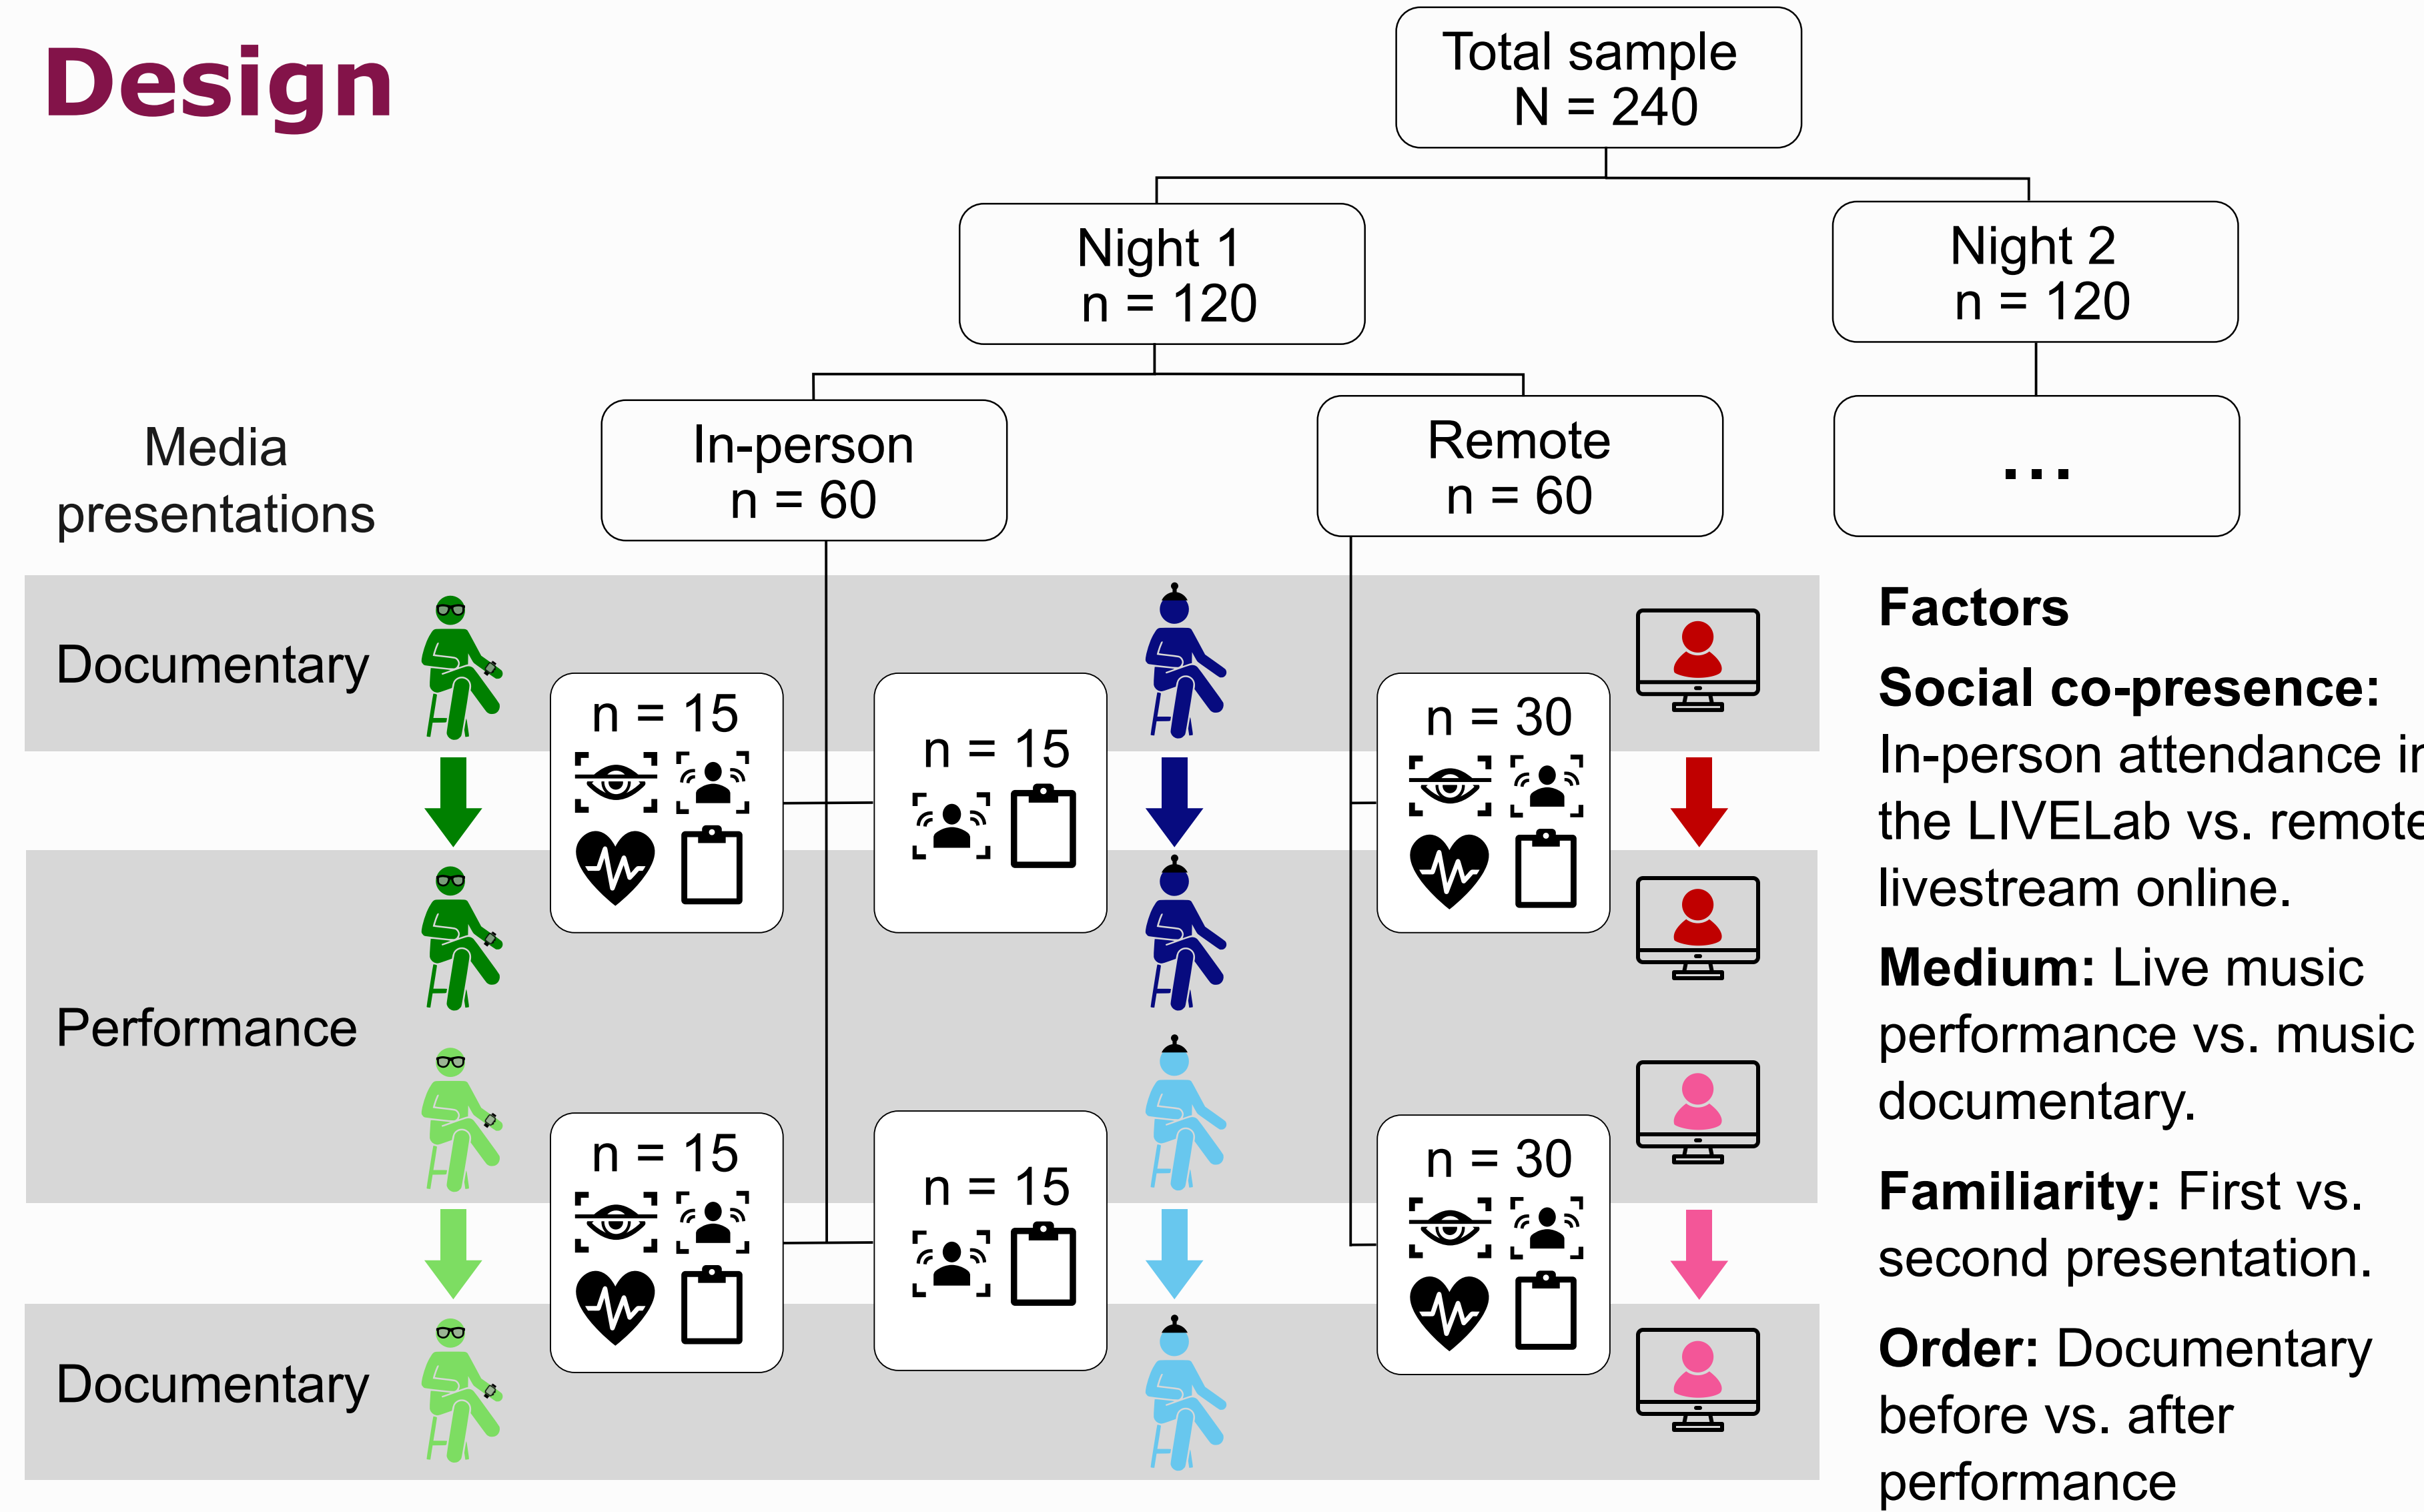 Design
Total sample
N = 240
Night 1
n = 120
Night 2
n = 120
Media
presentations
In-person
n = 60
Remote
n = 60
...
Documentary
n = 15
n = 15
n = 30
Performance
n = 15
n = 15
n = 30
Documentary
Factors
Social co-presence:
In-person attendance in
the LIVELab vs. remote
livestream online.
Medium: Live music
performance vs. music
documentary.
Familiarity: First vs.
second presentation.
Order: Documentary
before vs. after
performance